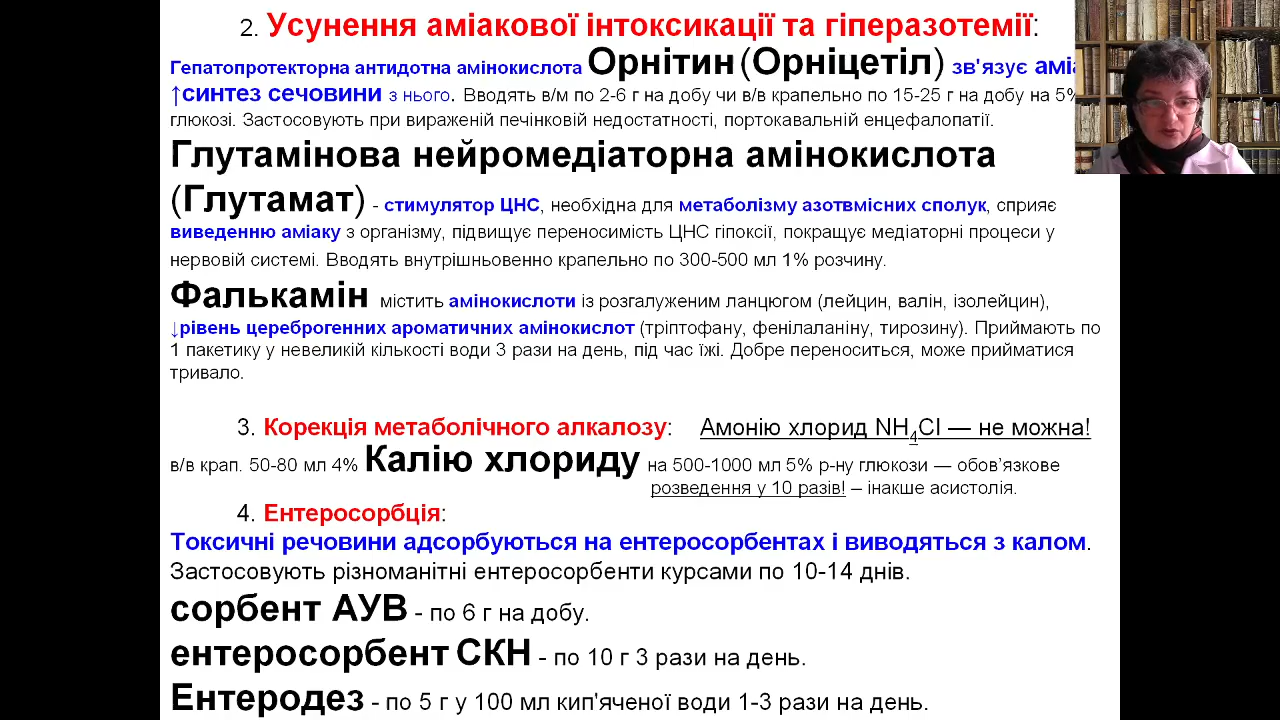 2. Усунення аміакової інтоксикації та гіперазотемії:
Гепатопротекторна антидотна амінокислота Орнітин (Орніцетіл) зв'язує
↑синтез сечовини з нього. Вводять в/м по 2-6 г на добу чи в/в крапельно по 15-25 г на добу на 5%
глюкозі. Застосовують при вираженій печінковій недостатності, портокавальній енцефалопатії.
Глутамінова нейромедіаторна амінокислота
(Глутамат) - стимулятор ЦНС, необхідна для метаболізму азотвмісних сполук, сприяє
виведенню аміаку з організму, підвищує переносимість ЦНС гіпоксії, покращує медіаторні процеси у
нервовій системі. Вводять внутрішньовенно крапельно по 300-500 мл 1% розчину.
Фалькамін містить амінокислоти із розгалуженим ланцюгом (лейцин, валін, ізолейцин),
↓рівень цереброгенних ароматичних амінокислот (тріптофану, фенілаланіну, тирозину). Приймають по
1 пакетику у невеликій кількості води 3 рази на день, під час їжі. Добре переноситься, може прийматися
тривало.
3. Корекція метаболічного алкалозу: Амонію хлорид NH4Cl — не можна!
в/в крап. 50-80 мл 4% Калію хлориду на 500-1000 мл 5% р-ну глюкози — обов’язкове
розведення у 10 разів! – інакше асистолія.
4. Ентеросорбція:
Токсичні речовини адсорбуються на ентеросорбентах і виводяться з калом.
Застосовують різноманітні ентеросорбенти курсами по 10-14 днів.
сорбент АУВ - по 6 г на добу.
ентеросорбент СКН - по 10 г 3 рази на день.
Ентеродез - по 5 г у 100 мл кип'яченої води 1-3 рази на день.